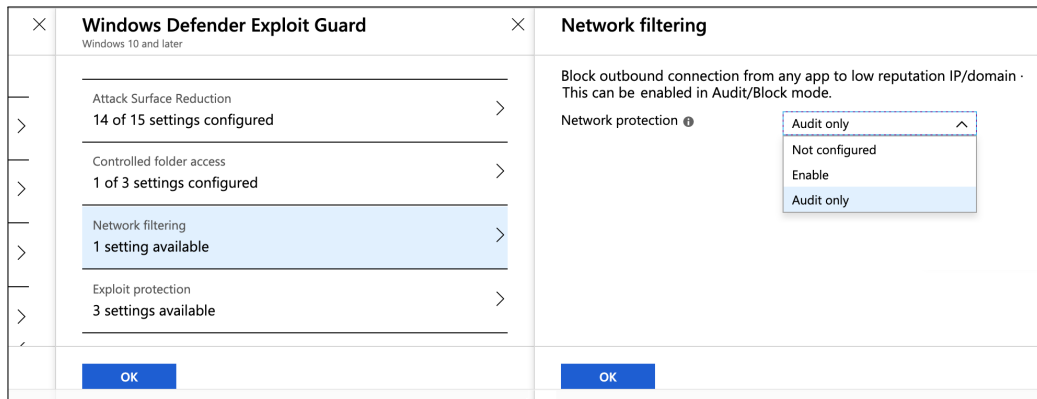 Windows Defender Exploit Guard
Windows 10 and later
Attack Surface Reduction
14 of 15 settings configured
Controlled folder access
1 of 3 settings configured
Network filtering
1 setting available
Exploit protection
3 settings available
OK
Network filtering
Block outbound connection from any app to low reputation IP/domain ·
This can be enabled in Audit/Block mode.
Network protection
Audit only
Not configured
Enable
Audit only
OK